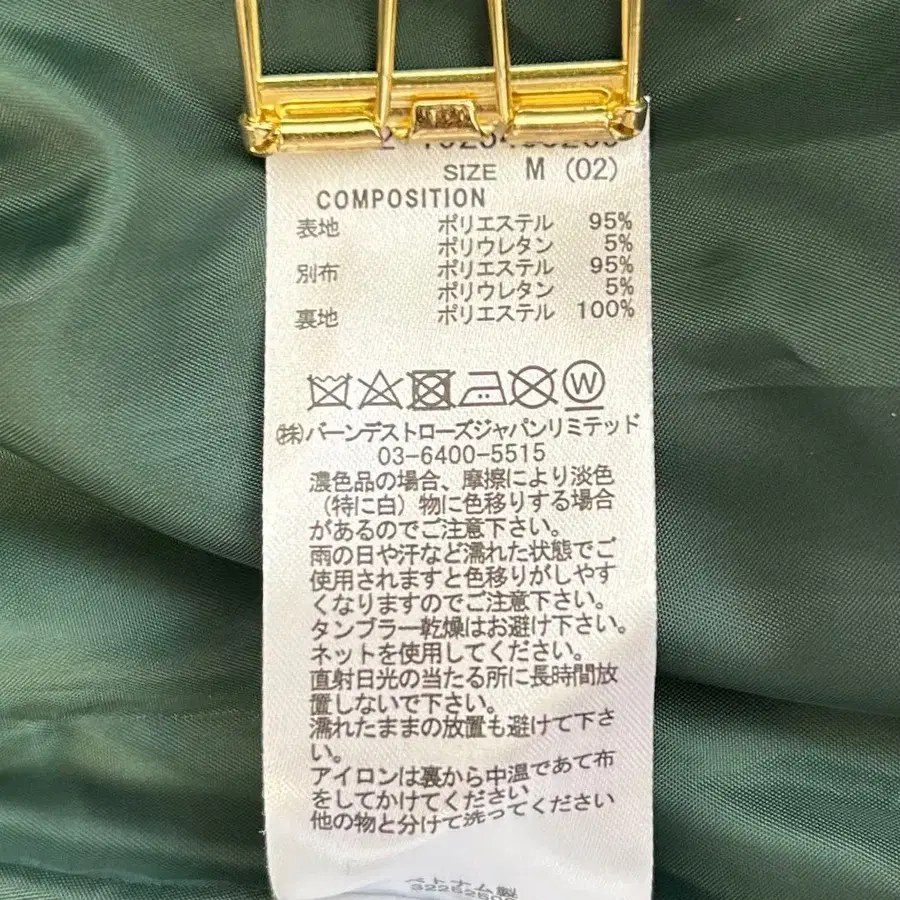 SIZE M (02)
COMPOSITION
表地 ポリエステル 95%
ポリウレタン 5%
別布 ポリエステル 95%
ポリウレタン 5%
裏地 ポリエステル 100%
W
㈱バーンデストローズジャパンリミテッド
03-6400-5515
濃色品の場合、摩擦により淡色
(特に白)物に色移りする場合
があるのでご注意下さい。
雨の日や汗など濡れた状態でご
使用されますと色移りがしやす
くなりますのでご注意下さい。
タンブラー乾燥はお避け下さい。
ネットを使用してください。
直射日光の当たる所に長時間放
置しないで下さい。
濡れたままの放置も避けて下さ
い。
アイロンは裏から中温であて布
をしてかけてください
他の物と分けて洗ってください
ベトナム製